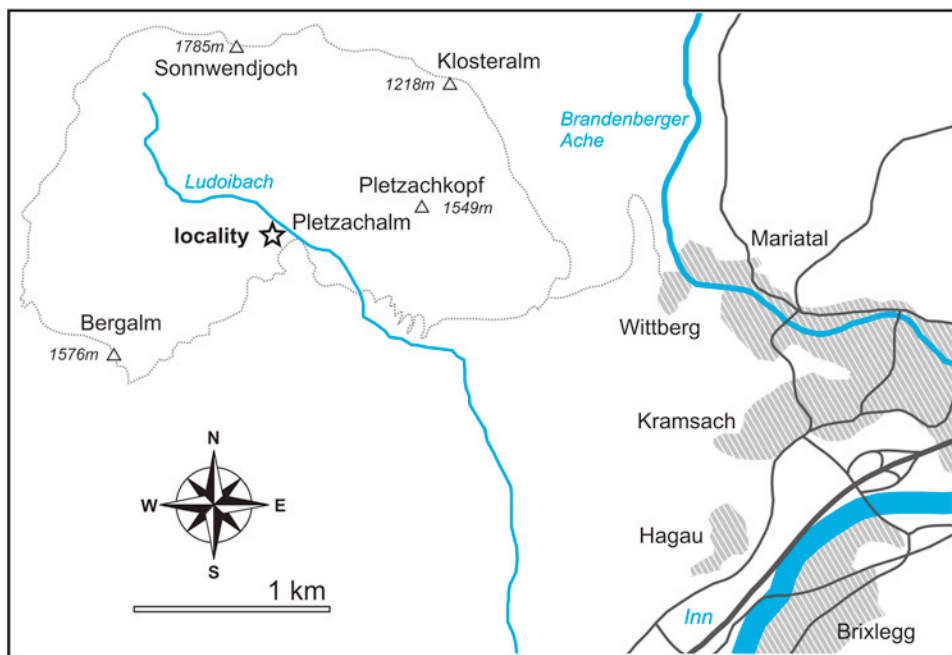 1785m
Sonnwendjoch
Klosteralm
1218m
Brandenberger
Ache
Ludoibach
Pletzachkopf
1549m
Pletzachalm
locality
Mariatal
Wittberg
Bergalm
1576m
Kramsach
N
W
E
S
Hagau
1 km
Inn
Brixlegg